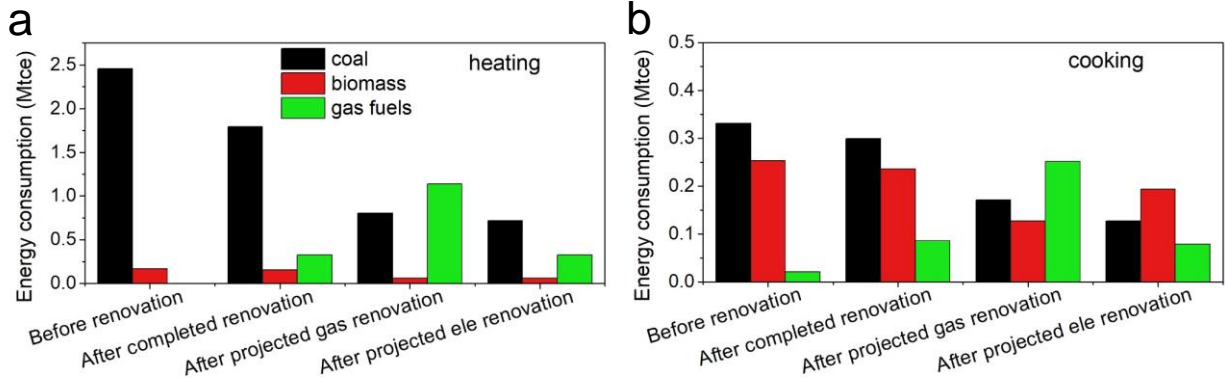 a
Energy consumption (Mtce)
2.5
2.0
1.5
1.0
0.5
0.0
coal
biomass
gas fuels
heating
Before renovation
After completed renovation
After projected gas renovation
After projected ele renovation
b
Energy consumption (Mtce)
0.5
0.4
0.3
0.2
0.1
0.0
cooking
Before renovation
After completed renovation
After projected gas renovation
After projected ele renovation